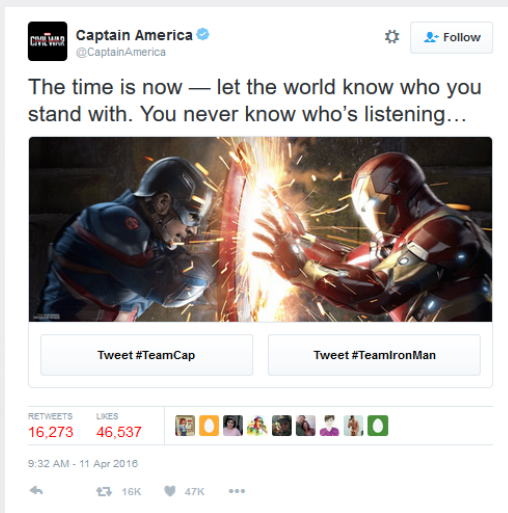 CIVIL WAR
Captain America
@CaptainAmerica
Follow
The time is now — let the world know who you
stand with. You never know who's listening…
Tweet #TeamCap
Tweet #TeamIronMan
RETWEETS
LIKES
16,273
46,537
9:32 AM - 11 Apr 2016
16K
47K